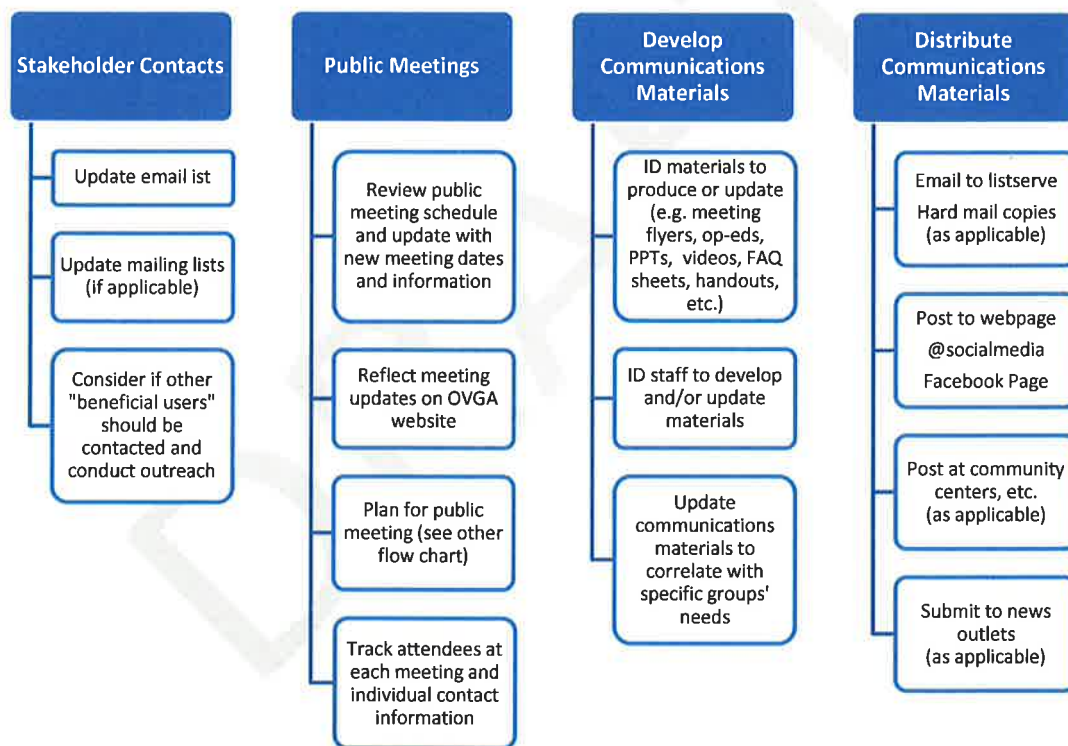 Stakeholder Contacts
Update email ist
Update mailing lists
(if applicable)
Consider if other
"beneficial users"
should be
contacted and
conduct outreach
Public Meetings
Review public
meeting schedule
and update with
new meeting dates
and information
Reflect meeting
updates on OVGA
website
Plan for public
meeting (see other
flow chart)
Track attendees at
each meeting and
individual contact
information
Develop
Communications
Materials
ID materials to
produce or update
(e.g. meeting
flyers, op-eds,
PPTs, videos, FAQ
sheets, handouts,
etc.)
ID staff to develop
and/or update
materials
Update
communications
materials to
correlate with
specific groups'
needs
Distribute
Communications
Materials
Email to listserve
Hard mail copies
(as applicable)
Post to webpage
@socialmedia
Facebook Page
Post at community
centers, etc.
(as applicable)
Submit to news
outlets
(as applicable)